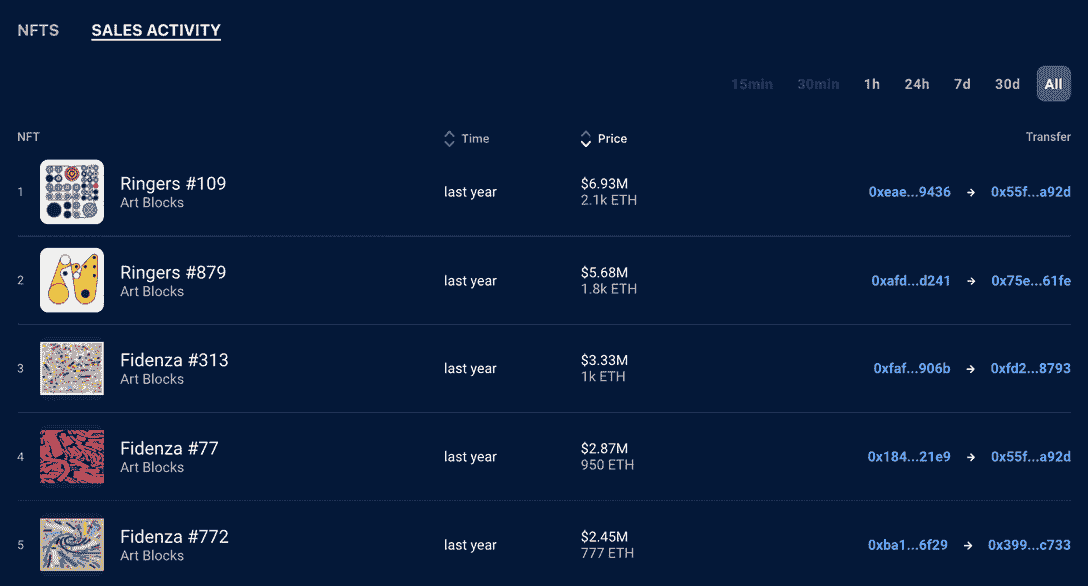 NFTS SALES ACTIVITY
15min 30min 1h 24h 7d 30d All
NFT Time Price Transfer
1 Ringers #109 Art Blocks last year $6.93M 2.1k ETH 0xeae...9436 → 0x55f...a92d
2 Ringers #879 Art Blocks last year $5.68M 1.8k ETH 0xafd...d241 → 0x75e...61fe
3 Fidenza #313 Art Blocks last year $3.33M 1k ETH 0xfaf...906b → 0xfd2...8793
4 Fidenza #77 Art Blocks last year $2.87M 950 ETH 0x184...21e9 → 0x55f...a92d
5 Fidenza #772 Art Blocks last year $2.45M 777 ETH 0xba1...6f29 → 0x399...c733